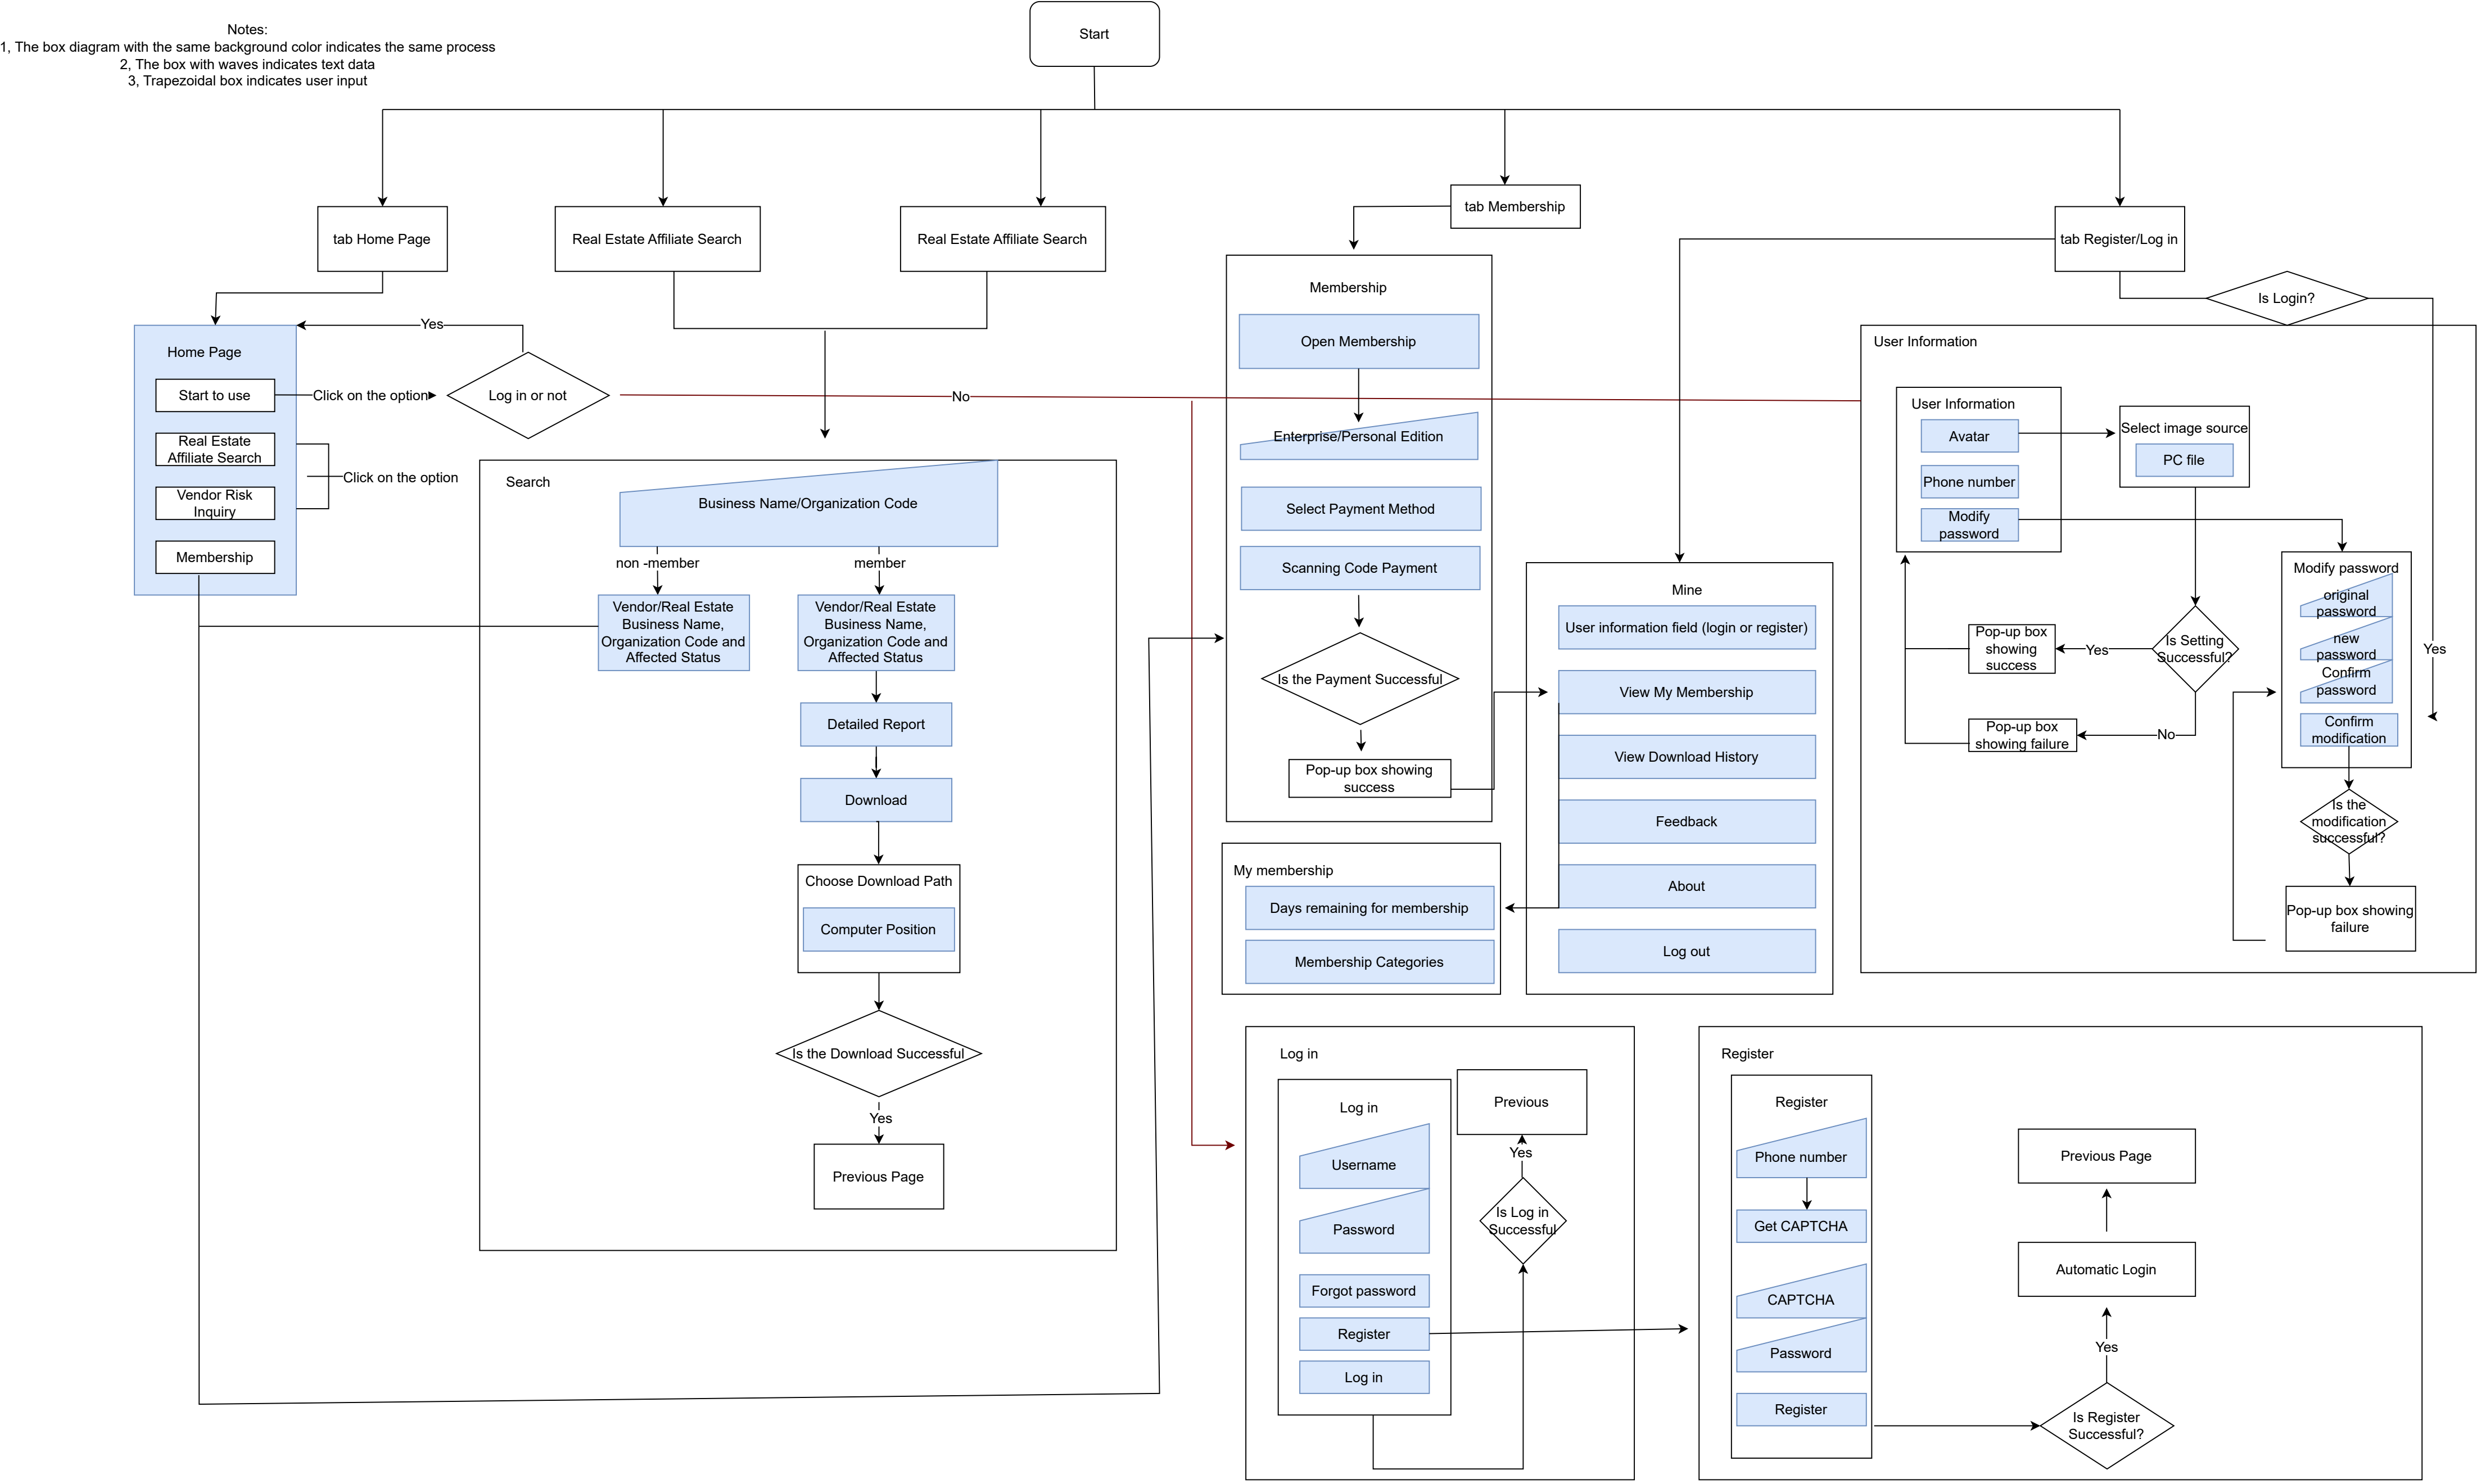 Notes:
1, The box diagram with the same background color indicates the same process
2, The box with waves indicates text data
3, Trapezoidal box indicates user input
Start
tab Home Page
Real Estate Affiliate Search
Real Estate Affiliate Search
tab Membership
tab Register/Log in
Is Login?
Yes
Home Page
Start to use
Click on the option
Log in or not
Yes
No
Real Estate
Affiliate Search
Click on the option
Vendor Risk
Inquiry
Membership
Search
Business Name/Organization Code
non -member
member
Vendor/Real Estate
Business Name,
Organization Code and
Affected Status
Vendor/Real Estate
Business Name,
Organization Code and
Affected Status
Detailed Report
Download
Choose Download Path
Computer Position
Is the Download Successful
Yes
Previous Page
Membership
Open Membership
Enterprise/Personal Edition
Select Payment Method
Scanning Code Payment
Is the Payment Successful
Pop-up box showing
success
My membership
Days remaining for membership
Membership Categories
Mine
User information field (login or register)
View My Membership
View Download History
Feedback
About
Log out
User Information
User Information
Avatar
Phone number
Modify
password
Select image source
PC file
Is Setting
Successful?
Yes
Pop-up box
showing
success
No
Pop-up box
showing failure
Modify password
original
password
new
password
Confirm
password
Confirm
modification
Is the
modification
successful?
Pop-up box showing
failure
Log in
Log in
Username
Password
Forgot password
Register
Log in
Previous
Yes
Is Log in
Successful
Register
Register
Phone number
Get CAPTCHA
CAPTCHA
Password
Register
Previous Page
Automatic Login
Yes
Is Register
Successful?